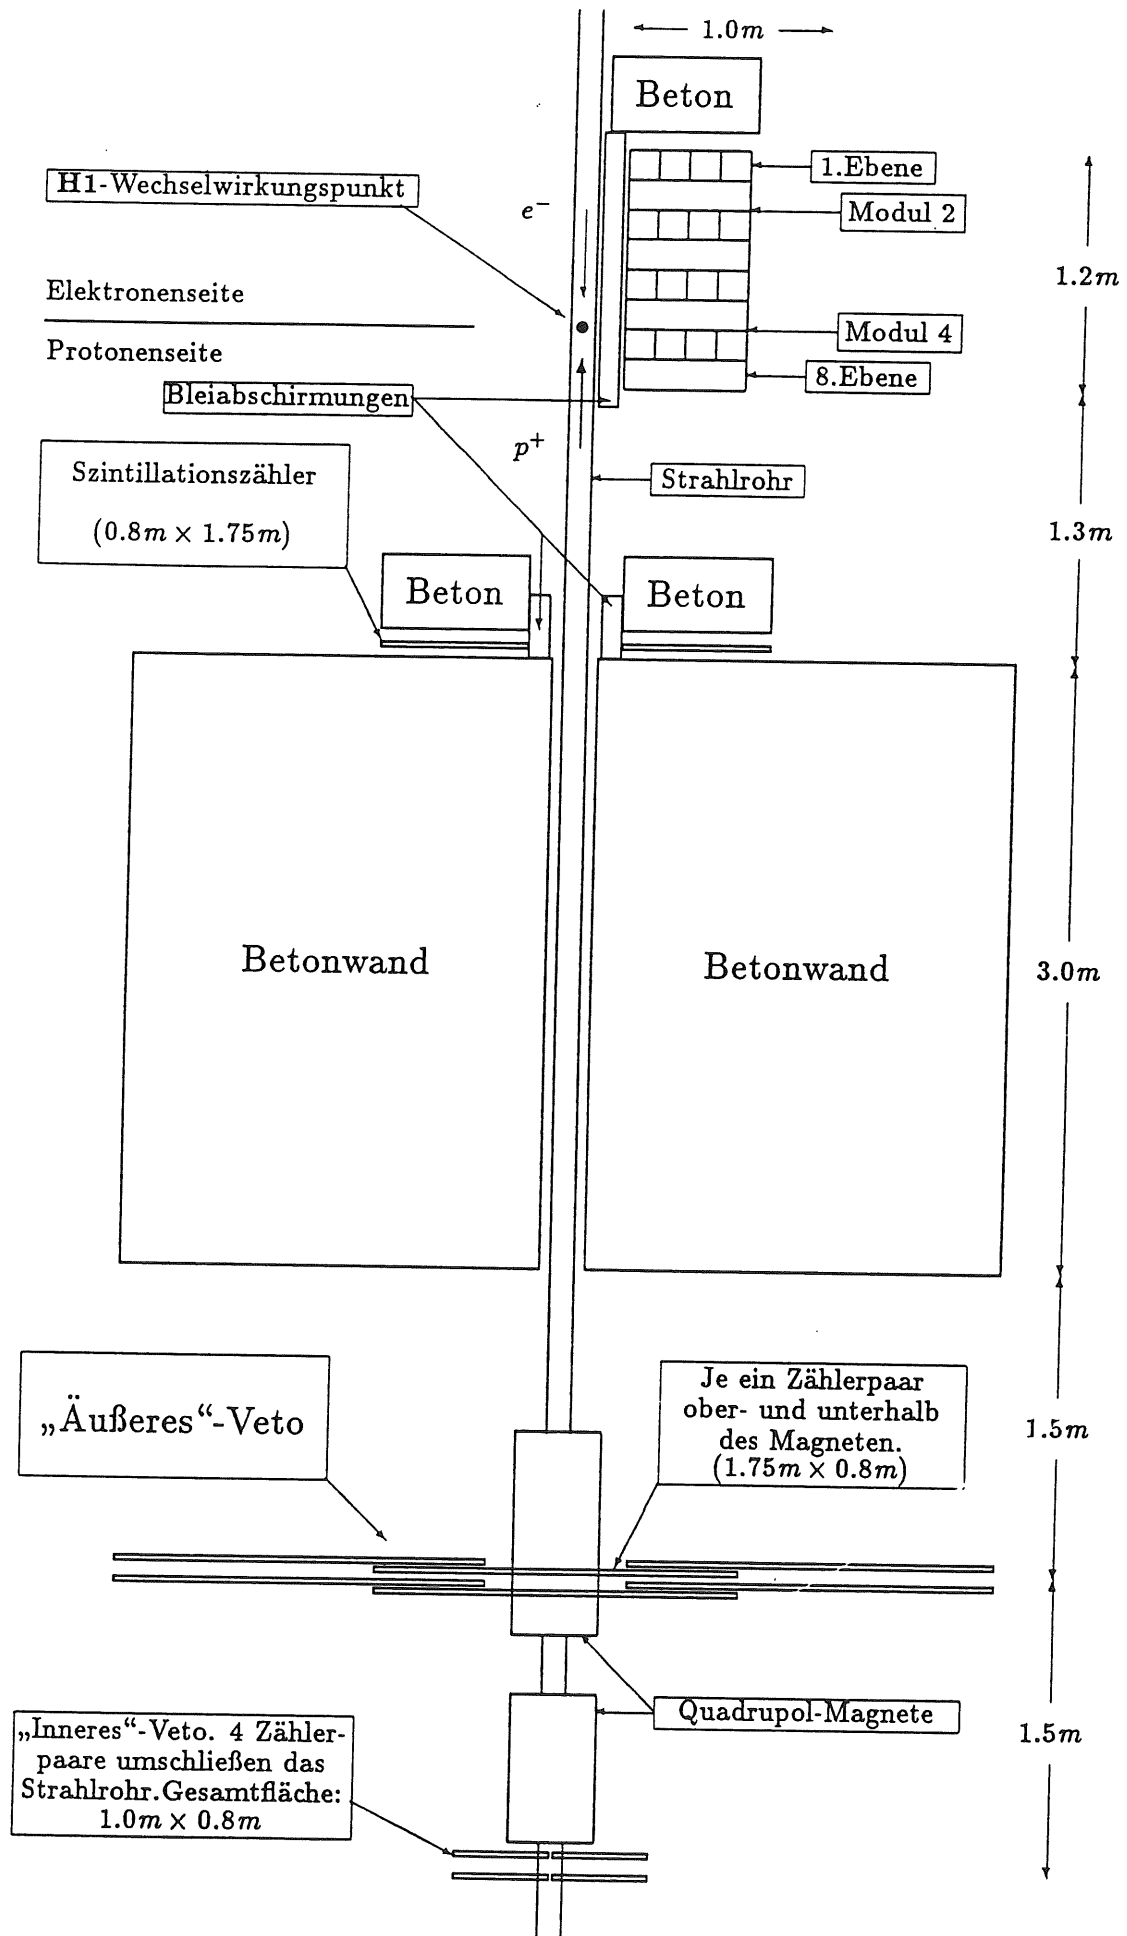 1.0m
Beton
1.Ebene
H1-Wechselwirkungspunkt
e⁻
Modul 2
1.2m
Elektronenseite
Modul 4
Protonenseite
8.Ebene
Bleiabschirmungen
p⁺
Szintillationszähler
(0.8m × 1.75m)
Strahlrohr
1.3m
Beton
Beton
Betonwand
Betonwand
3.0m
„Äußeres“-Veto
Je ein Zählerpaar
ober- und unterhalb
des Magneten.
(1.75m × 0.8m)
1.5m
Quadrupol-Magnete
„Inneres“-Veto. 4 Zähler-
paare umschließen das
Strahlrohr.Gesamtfläche:
1.0m × 0.8m
1.5m